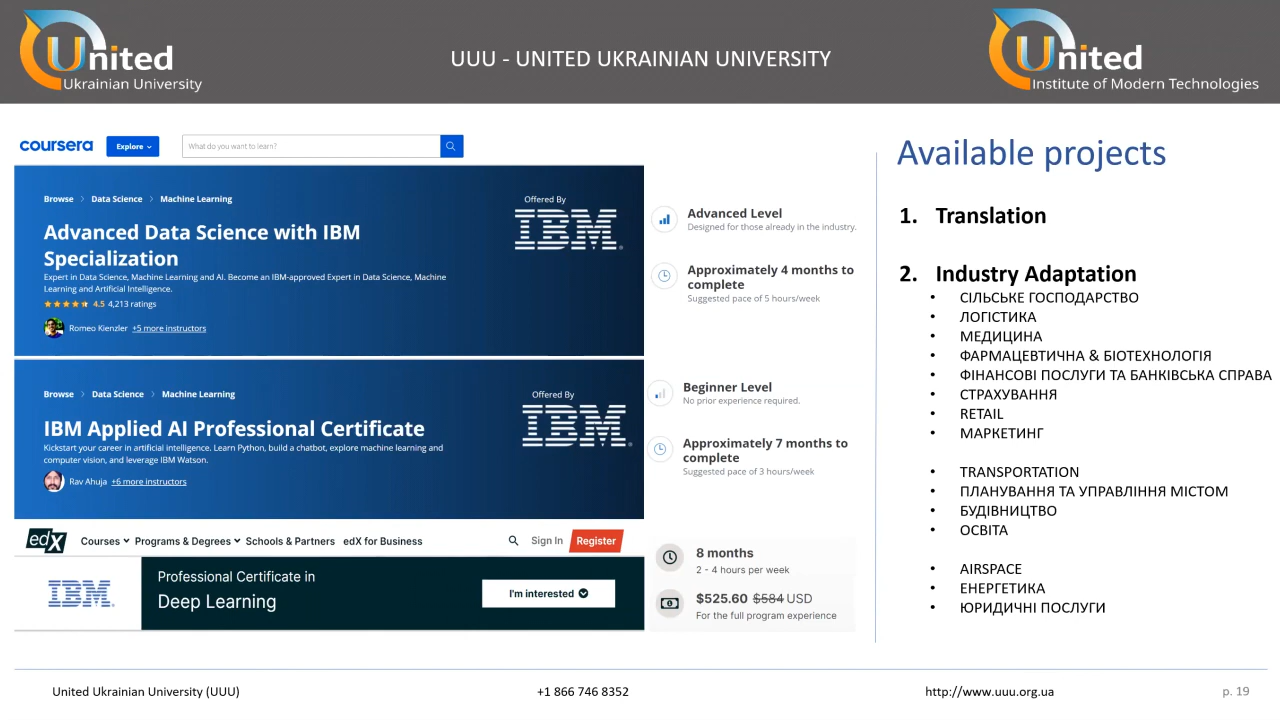 United
Ukrainian University
UUU - UNITED UKRAINIAN UNIVERSITY
United
Institute of Modern Technologies
coursera
Explore
What do you want to learn?
Browse > Data Science > Machine Learning
Offered By
IBM
Advanced Data Science with IBM
Specialization
Expert in Data Science, Machine Learning and AI. Become an IBM-approved Expert in Data Science, Machine
Learning and Artificial Intelligence.
4.5 4,213 ratings
Romeo Kienzler +5 more instructors
Advanced Level
Designed for those already in the industry.
Approximately 4 months to
complete
Suggested pace of 5 hours/week
Browse > Data Science > Machine Learning
Offered By
IBM
IBM Applied AI Professional Certificate
Kickstart your career in artificial intelligence. Learn Python, build a chatbot, explore machine learning and
computer vision, and leverage IBM Watson.
Rav Ahuja +6 more instructors
Beginner Level
No prior experience required.
Approximately 7 months to
complete
Suggested pace of 3 hours/week
edX Courses Programs & Degrees Schools & Partners edX for Business Sign In Register
IBM
Professional Certificate in
Deep Learning
I'm interested
8 months
2 - 4 hours per week
$525.60 $584 USD
For the full program experience
Available projects
1. Translation
2. Industry Adaptation
• СІЛЬСЬКЕ ГОСПОДАРСТВО
• ЛОГІСТИКА
• МЕДИЦИНА
• ФАРМАЦЕВТИЧНА & БІОТЕХНОЛОГІЯ
• ФІНАНСОВІ ПОСЛУГИ ТА БАНКІВСЬКА СПРАВА
• СТРАХУВАННЯ
• RETAIL
• МАРКЕТИНГ
• TRANSPORTATION
• ПЛАНУВАННЯ ТА УПРАВЛІННЯ МІСТОМ
• БУДІВНИЦТВО
• ОСВІТА
• AIRSPACE
• ЕНЕРГЕТИКА
• ЮРИДИЧНІ ПОСЛУГИ
United Ukrainian University (UUU)
+1 866 746 8352
http://www.uuu.org.ua
p. 19